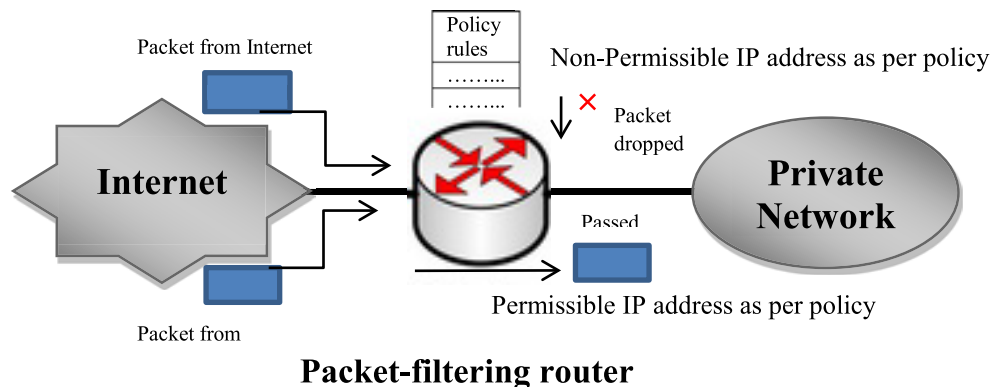 Policy
rules
……...
……...
Packet from Internet
Non-Permissible IP address as per policy
Packet
dropped
Internet
Private
Network
Passed
Permissible IP address as per policy
Packet from
Packet-filtering router